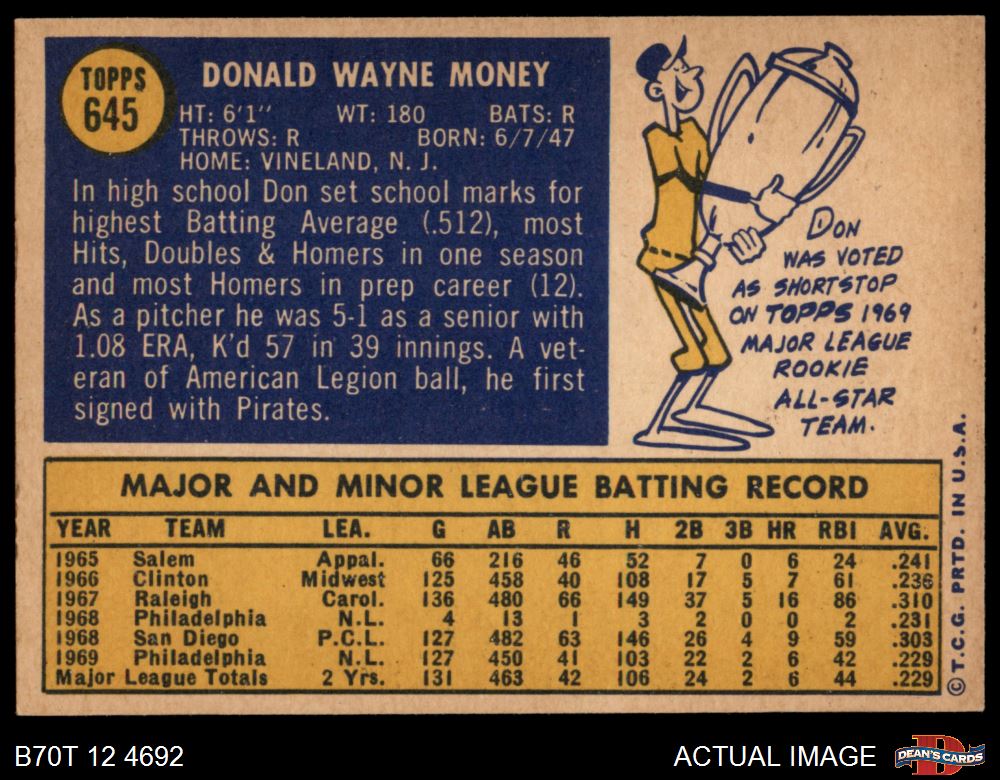 TOPPS
645
DONALD WAYNE MONEY
HT: 6'1" WT: 180 BATS: R
THROWS: R BORN: 6/7/47
HOME: VINELAND, N. J.
In high school Don set school marks for
highest Batting Average (.512), most
Hits, Doubles & Homers in one season
and most Homers in prep career (12).
As a pitcher he was 5-1 as a senior with
1.08 ERA, K'd 57 in 39 innings. A vet-
eran of American Legion ball, he first
signed with Pirates.
DON
WAS VOTED
AS SHORTSTOP
ON TOPPS 1969
MAJOR LEAGUE
ROOKIE
ALL-STAR
TEAM.
MAJOR AND MINOR LEAGUE BATTING RECORD
YEAR TEAM LEA. G AB R H 2B 3B HR RBI AVG.
1965 Salem Appal. 66 216 46 52 7 0 6 24 .241
1966 Clinton Midwest 125 458 40 108 17 5 7 61 .236
1967 Raleigh Carol. 136 480 66 149 37 5 16 86 .310
1968 Philadelphia N.L. 4 13 1 3 2 0 0 2 .231
1968 San Diego P.C.L. 127 482 63 146 26 4 9 59 .303
1969 Philadelphia N.L. 127 450 41 103 22 2 6 42 .229
Major League Totals 2 Yrs. 131 463 42 106 24 2 6 44 .229
© T.C.G. PRTD. IN U.S.A.
B70T 12 4692
ACTUAL IMAGE
DEAN'S CARDS